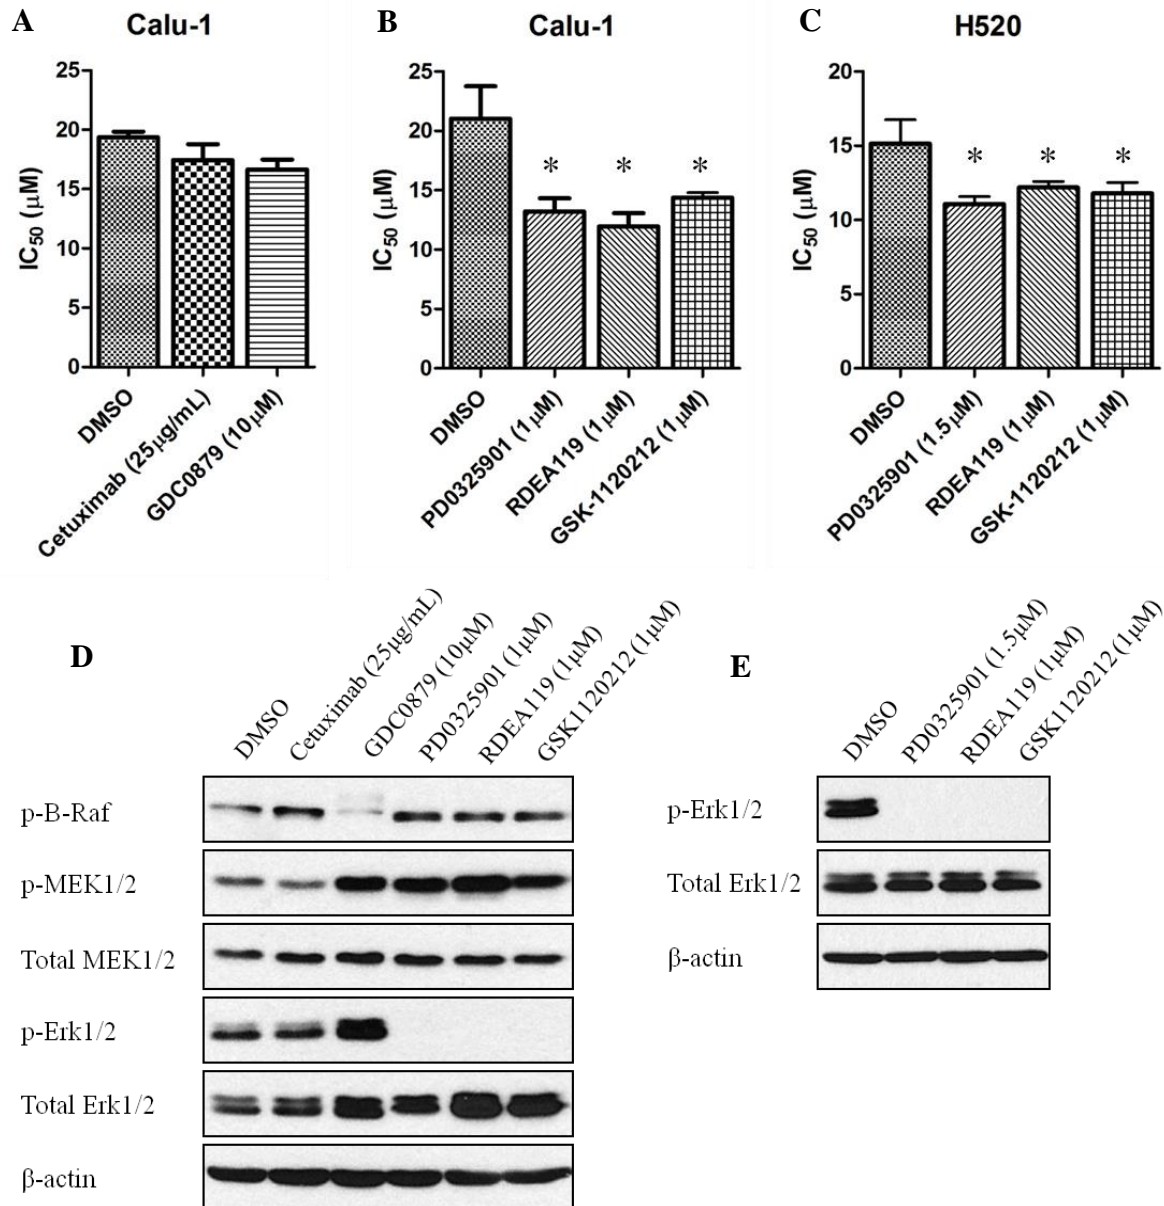 A
Calu-1
IC50 (µM)
25
20
15
10
5
0
DMSO
Cetuximab (25µg/mL)
GDC0879 (10µM)
B
Calu-1
IC50 (µM)
25
20
15
10
5
0
*
*
*
DMSO
PD0325901 (1µM)
RDEA119 (1µM)
GSK-1120212 (1µM)
C
H520
IC50 (µM)
20
15
10
5
0
*
*
*
DMSO
PD0325901 (1.5µM)
RDEA119 (1µM)
GSK-1120212 (1µM)
D
DMSO
Cetuximab (25µg/mL)
GDC0879 (10µM)
PD0325901 (1µM)
RDEA119 (1µM)
GSK1120212 (1µM)
p-B-Raf
p-MEK1/2
Total MEK1/2
p-Erk1/2
Total Erk1/2
β-actin
E
DMSO
PD0325901 (1.5µM)
RDEA119 (1µM)
GSK1120212 (1µM)
p-Erk1/2
Total Erk1/2
β-actin